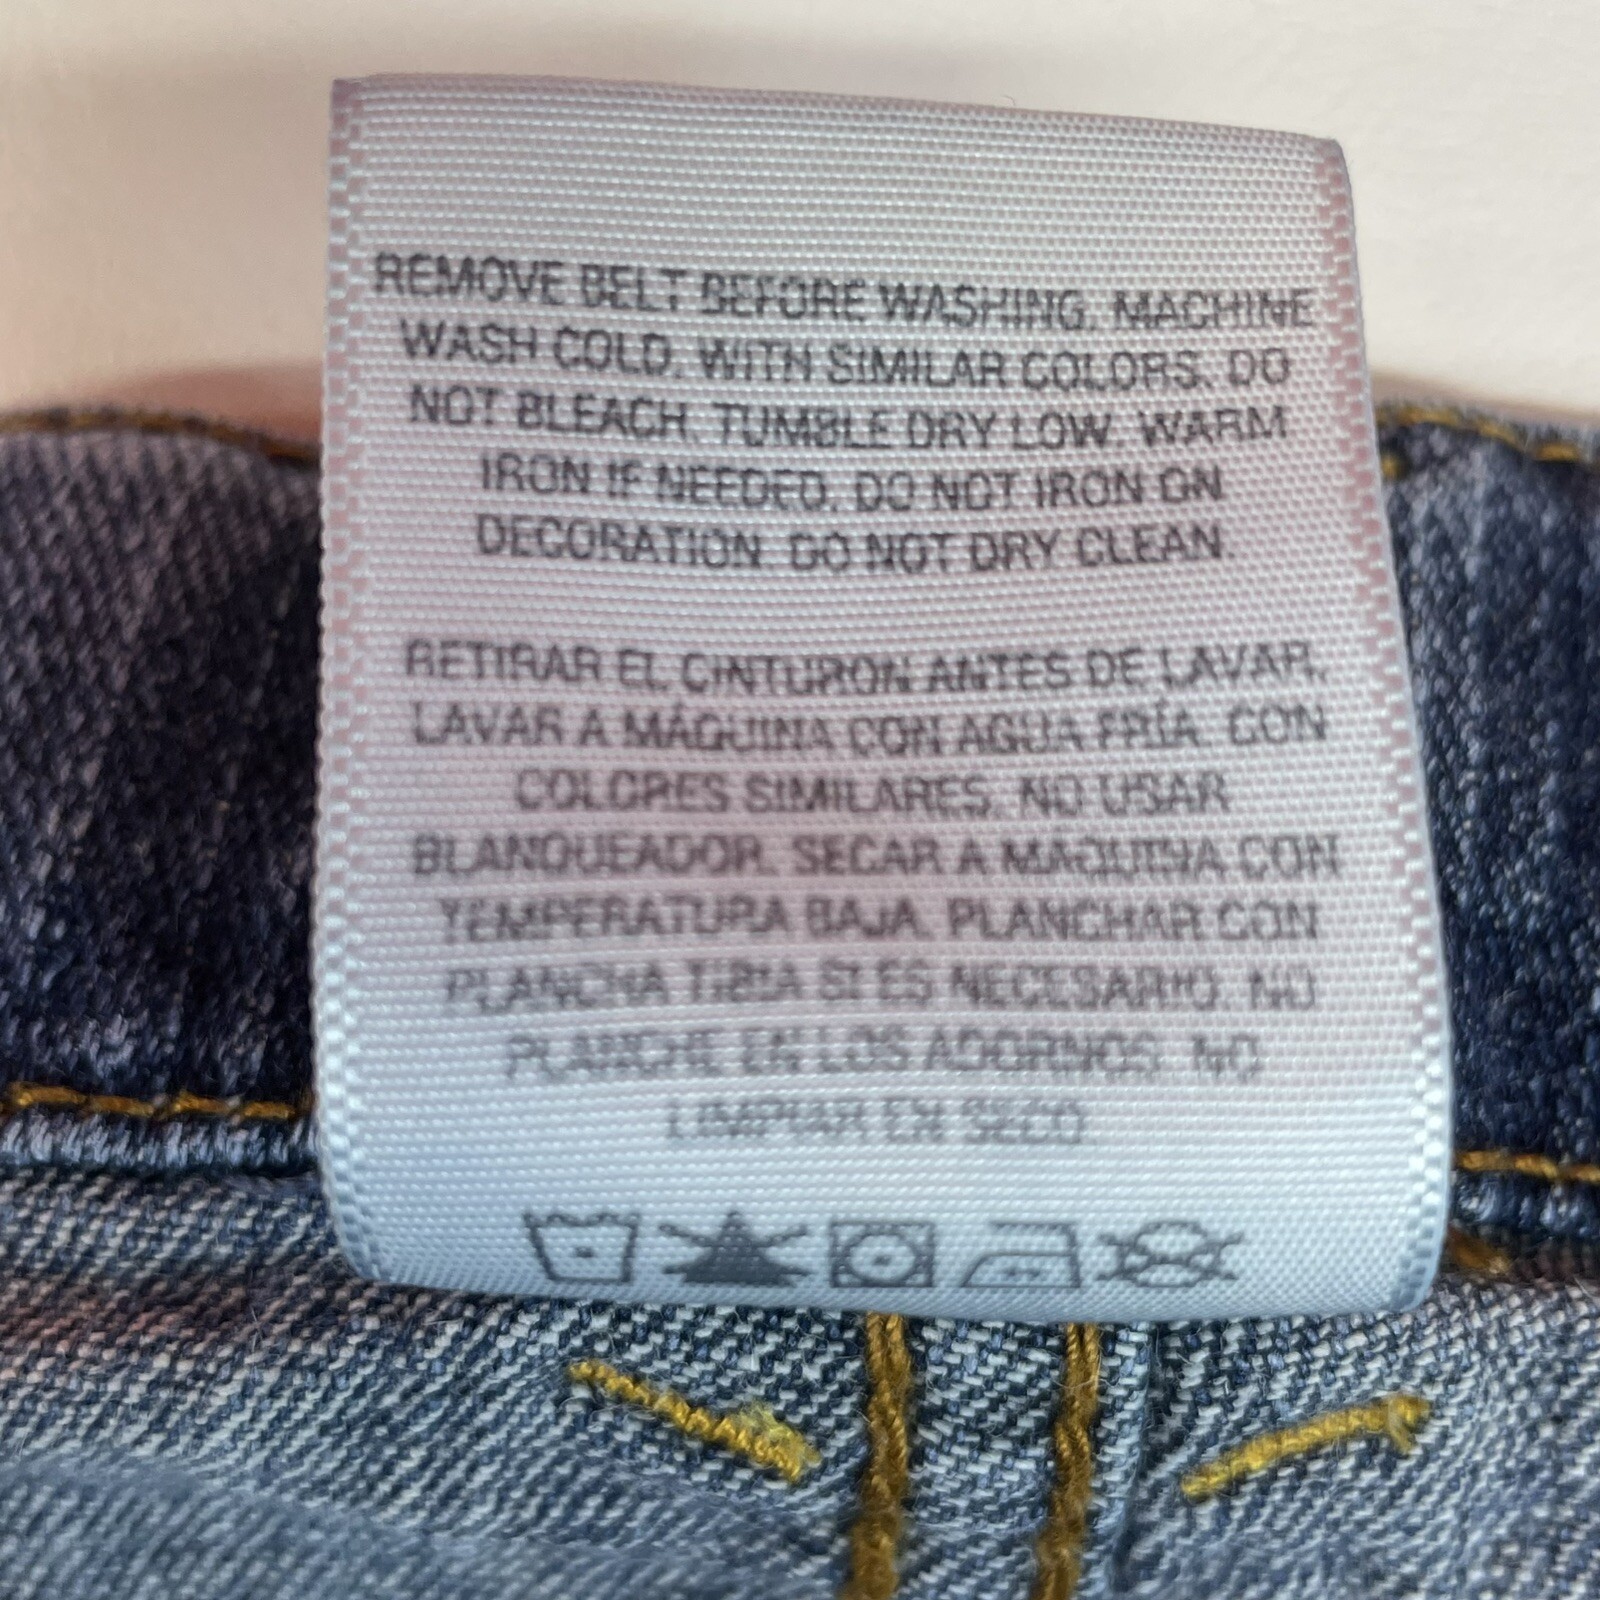 REMOVE BELT BEFORE WASHING. MACHINE
WASH COLD. WITH SIMILAR COLORS. DO
NOT BLEACH. TUMBLE DRY LOW. WARM
IRON IF NEEDED. DO NOT IRON ON
DECORATION. DO NOT DRY CLEAN.
RETIRAR EL CINTURON ANTES DE LAVAR.
LAVAR A MÁQUINA CON AGUA FRÍA. CON
COLORES SIMILARES. NO USAR
BLANQUEADOR. SECAR A MÁQUINA CON
TEMPERATURA BAJA. PLANCHAR CON
PLANCHA TIBIA SI ES NECESARIO. NO
PLANCHE EN LOS ADORNOS. NO
LIMPIAR EN SECO